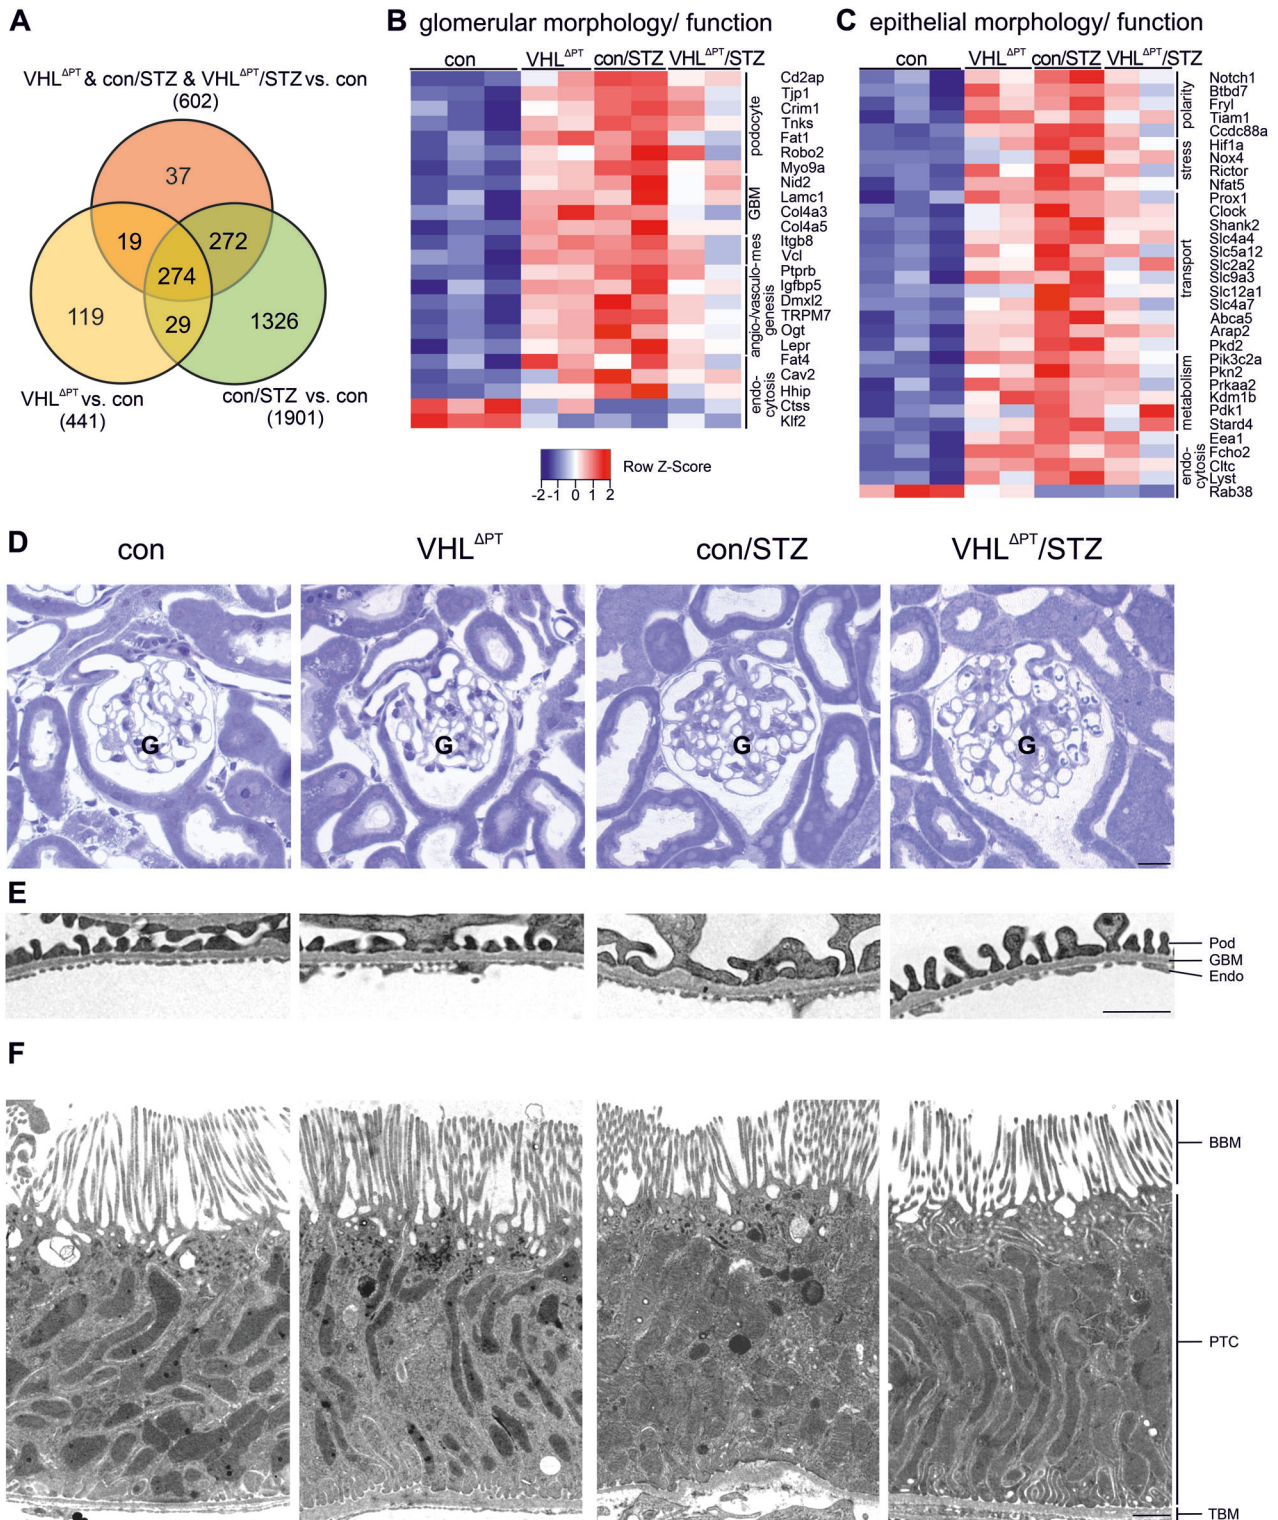 A
VHL^ΔPT & con/STZ & VHL^ΔPT/STZ vs. con
(602)
37
19
272
274
119
29
1326
VHL^ΔPT vs. con
(441)
con/STZ vs. con
(1901)
B glomerular morphology/ function
con VHL^ΔPT con/STZ VHL^ΔPT/STZ
podocyte
GBM
angio-/vasculo-mes
genesis
endo-
cytosis
Cd2ap
Tjp1
Crim1
Tnks
Fat1
Robo2
Myo9a
Nid2
Lamc1
Col4a3
Col4a5
Itgb8
Vcl
Ptprb
Igfbp5
Dmxl2
TRPM7
Ogt
Lepr
Fat4
Cav2
Hhip
Ctss
Klf2
-2 -1 0 1 2
Row Z-Score
C epithelial morphology/ function
con VHL^ΔPT con/STZ VHL^ΔPT/STZ
polarity
stress
transport
metabolism
endo-
cytosis
Notch1
Btbd7
Fryl
Tiam1
Ccdc88a
Hif1a
Nox4
Rictor
Nfat5
Prox1
Clock
Shank2
Slc4a4
Slc5a12
Slc2a2
Slc9a3
Slc12a1
Slc4a7
Abca5
Arap2
Pkd2
Pik3c2a
Pkn2
Prkaa2
Kdm1b
Pdk1
Stard4
Eea1
Fcho2
Cltc
Lyst
Rab38
D
con VHL^ΔPT con/STZ VHL^ΔPT/STZ
G G G G
E
Pod
GBM
Endo
F
BBM
PTC
TBM